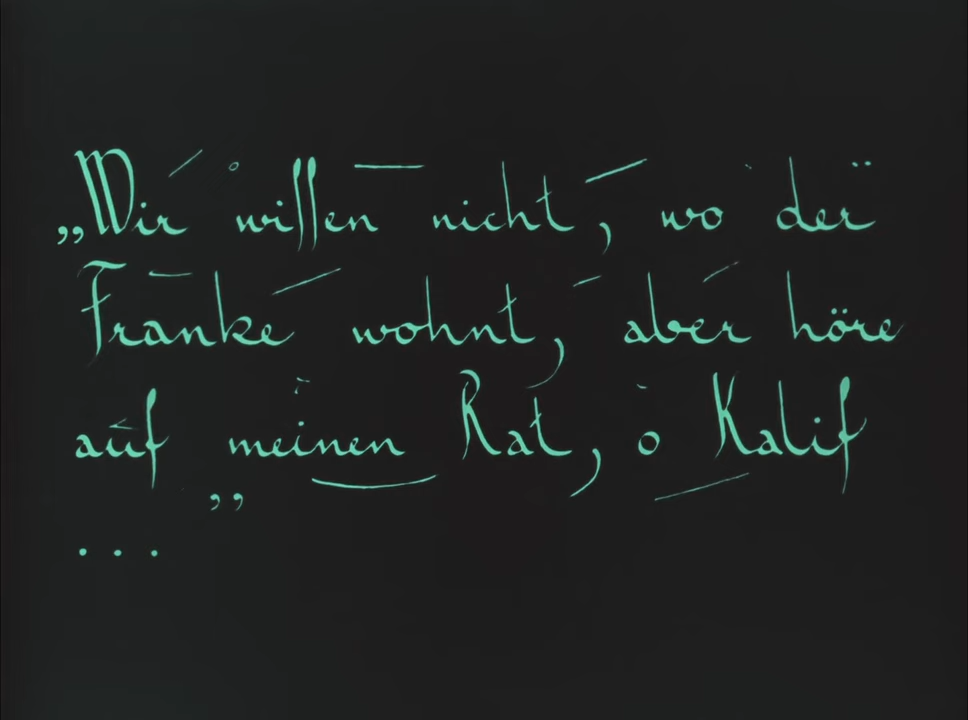 „Wir wissen nicht, wo der
Franke wohnt, aber höre
auf meinen Rat, o Kalif
. . . ”